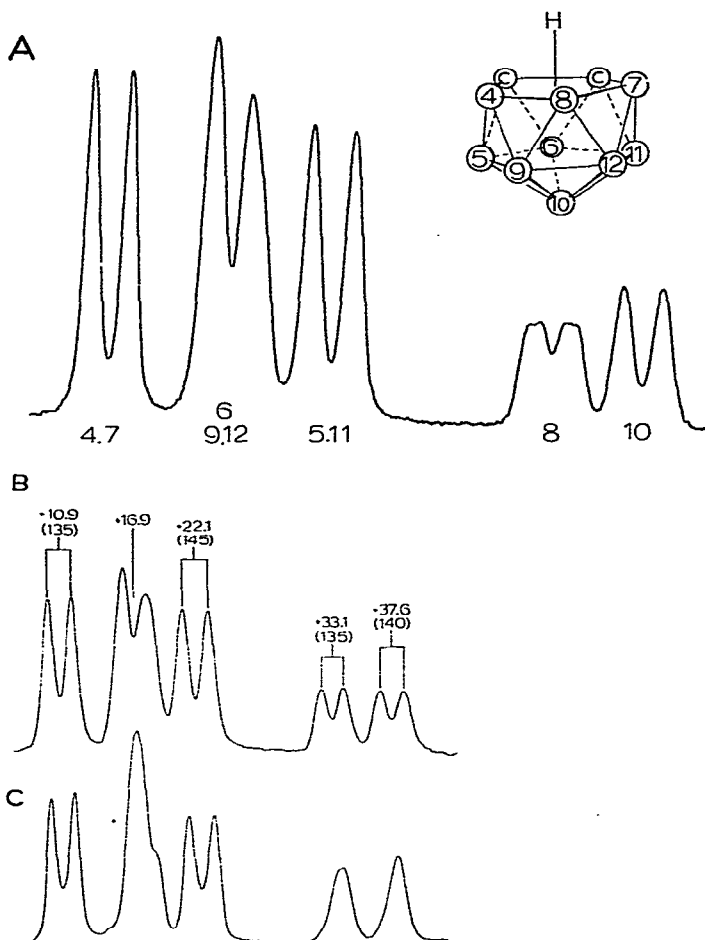 A
H
C C 7
4 8
5 6 11
9 12
10
6
4,7 9,12 5.11 8 10
B
+10.9 +16.9 +22.1
(135) (145)
+33.1 +37.6
(135) (140)
C